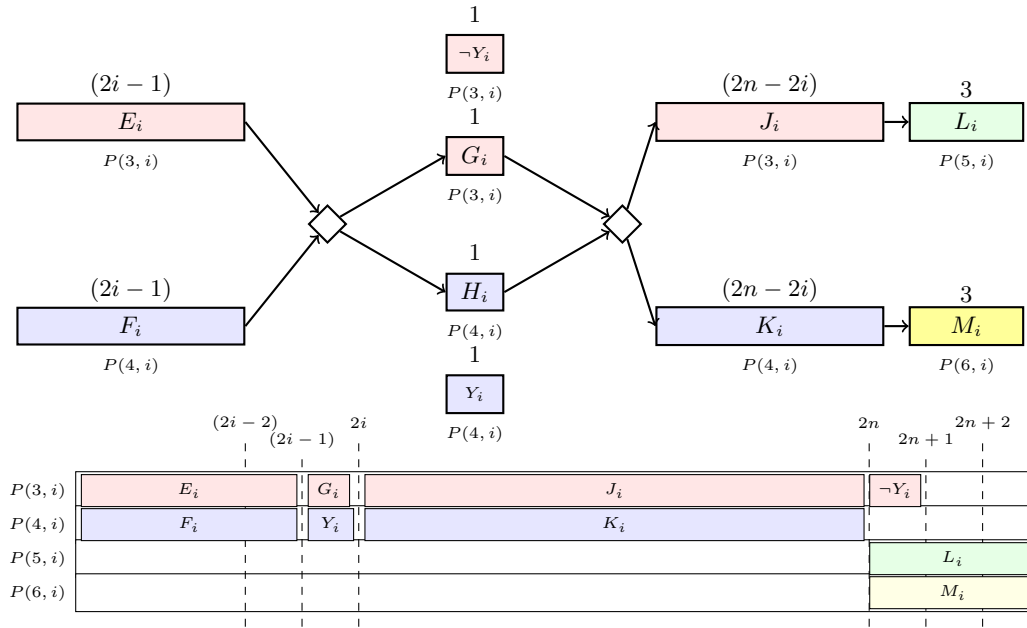 1
¬Y_i
P(3, i)
(2i − 1)
E_i
P(3, i)
1
G_i
P(3, i)
(2n − 2i)
J_i
P(3, i)
3
L_i
P(5, i)
(2i − 1)
F_i
P(4, i)
1
H_i
P(4, i)
(2n − 2i)
K_i
P(4, i)
3
M_i
P(6, i)
1
Y_i
P(4, i)
(2i − 2) 2i 2n 2n + 2
(2i − 1) 2n + 1
P(3, i) E_i G_i J_i ¬Y_i
P(4, i) F_i Y_i K_i
P(5, i) L_i
P(6, i) M_i